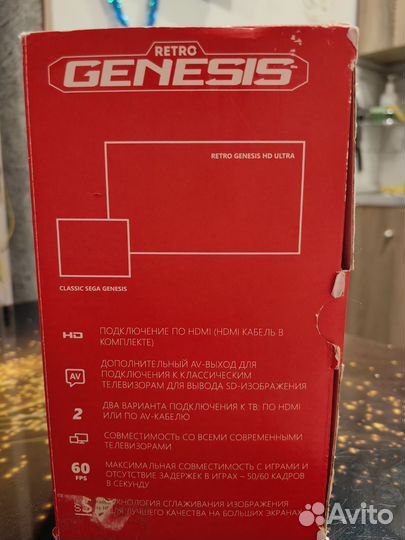 RETRO
GENESIS
RETRO GENESIS HD ULTRA
CLASSIC SEGA GENESIS
HD
ПОДКЛЮЧЕНИЕ ПО HDMI (HDMI КАБЕЛЬ В
КОМПЛЕКТЕ)
AV
ДОПОЛНИТЕЛЬНЫЙ AV-ВЫХОД ДЛЯ
ПОДКЛЮЧЕНИЯ К КЛАССИЧЕСКИМ
ТЕЛЕВИЗОРАМ ДЛЯ ВЫВОДА SD-ИЗОБРАЖЕНИЯ
2
ДВА ВАРИАНТА ПОДКЛЮЧЕНИЯ К ТВ: ПО HDMI
ИЛИ ПО AV-КАБЕЛЮ
СОВМЕСТИМОСТЬ СО ВСЕМИ СОВРЕМЕННЫМИ
ТЕЛЕВИЗОРАМИ
60
FPS
МАКСИМАЛЬНАЯ СОВМЕСТИМОСТЬ С ИГРАМИ И
ОТСУТСТВИЕ ЗАДЕРЖЕК В ИГРАХ – 50/60 КАДРОВ
В СЕКУНДУ
СГЛАЖИВАНИЯ ИЗОБРАЖЕНИЯ
ЛУЧШЕГО КАЧЕСТВА НА БОЛЬШИХ ЭКРАНАХ
Avito